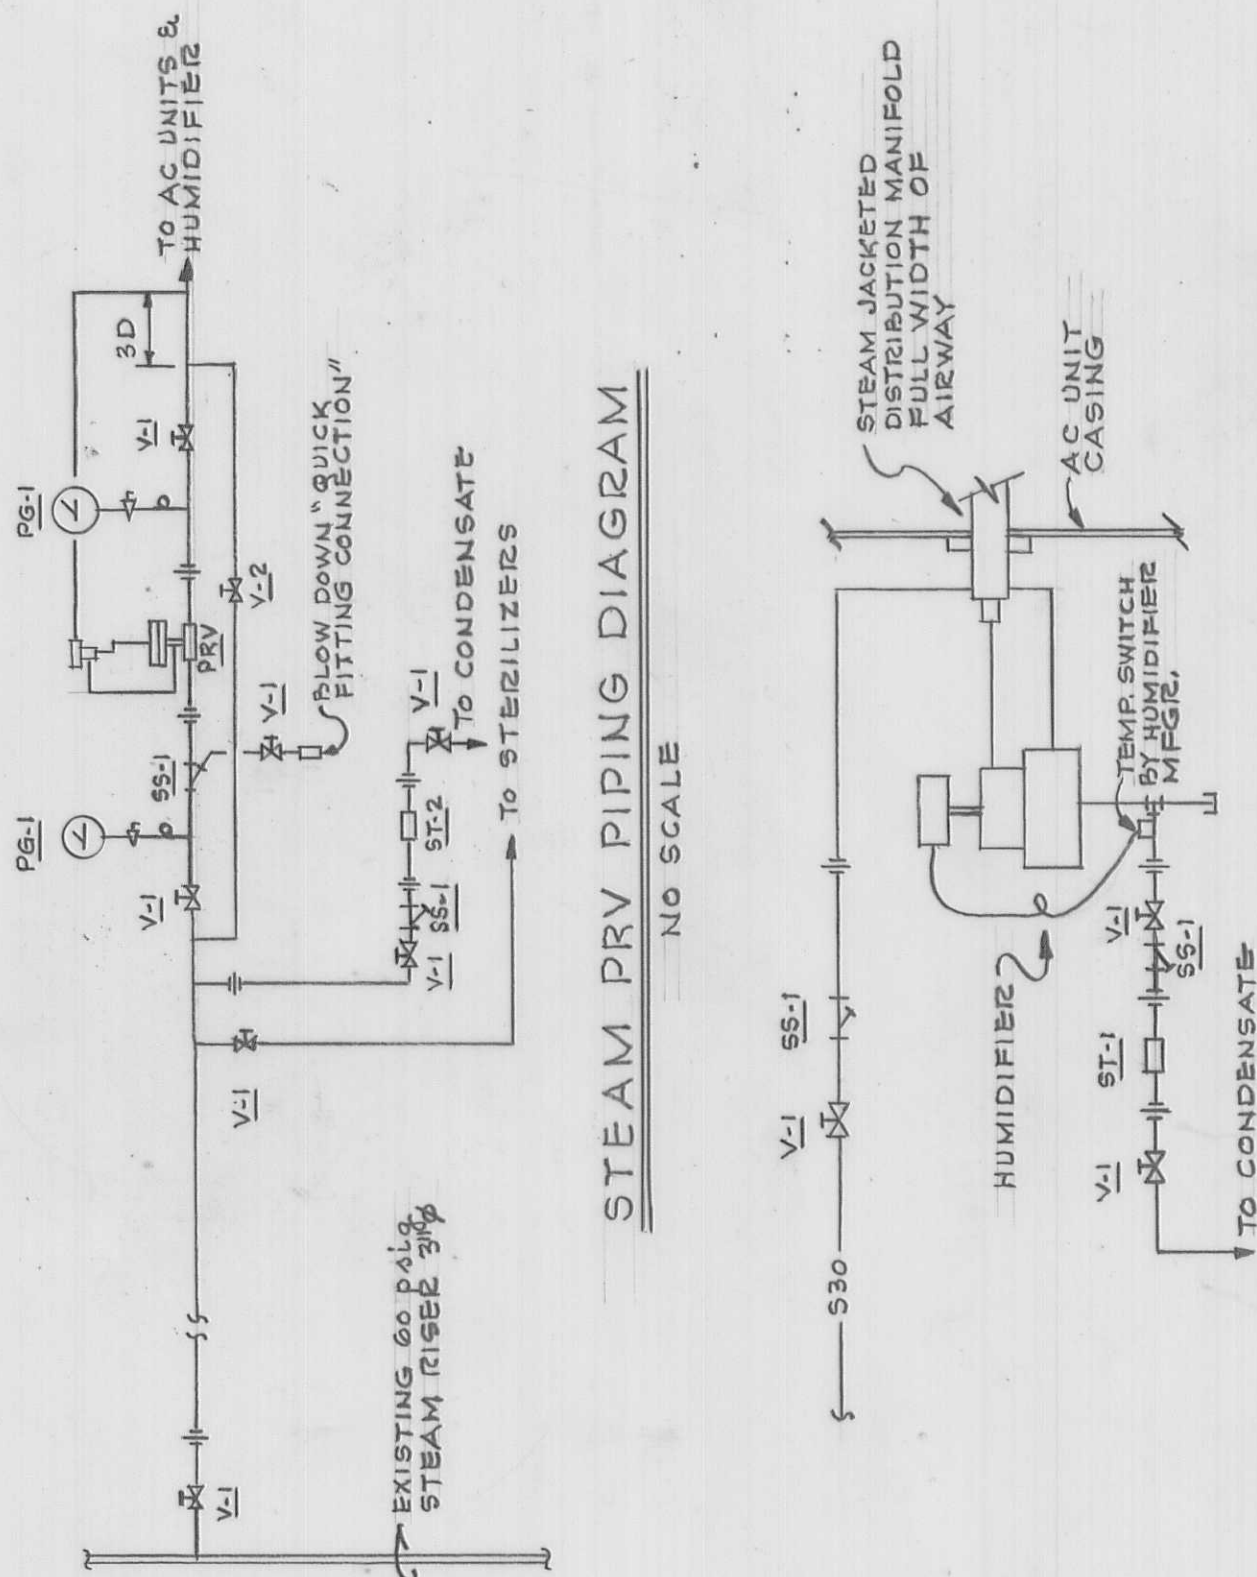 PG-1
PG-1
TO AC UNITS &
HUMIDIFIER
3D
V-1
SS-1
PRV
V-1
V-1
V-2
BLOW DOWN "QUICK
FITTING CONNECTION"
V-1
V-1
V-1
SS-1
ST-2
V-1
TO CONDENSATE
TO STERILIZERS
EXISTING 60 psig
STEAM RISER 3"φ
STEAM PRV PIPING DIAGRAM
NO SCALE
S30
V-1
SS-1
STEAM JACKETED
DISTRIBUTION MANIFOLD
FULL WIDTH OF
AIRWAY
AC UNIT
CASING
HUMIDIFIER
TEMP. SWITCH
BY HUMIDIFIER
MFGR.
V-1
ST-1
V-1
SS-1
TO CONDENSATE